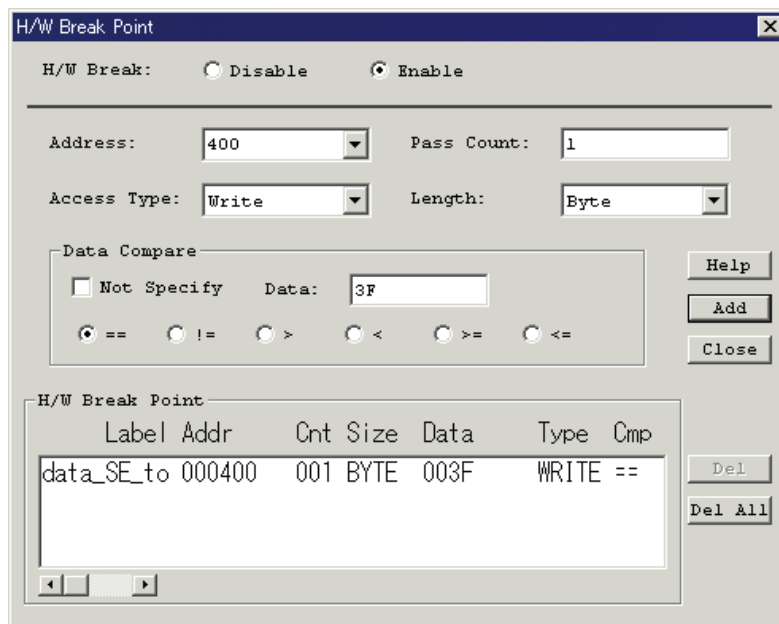 H/W Break Point
H/W Break: Disable Enable
Address: 400 Pass Count: 1
Access Type: Write Length: Byte
Data Compare
Not Specify Data: 3F
== != > < >= <=
Help
Add
Close
H/W Break Point
Label Addr Cnt Size Data Type Cmp
data_SE_to 000400 001 BYTE 003F WRITE ==
Del
Del All